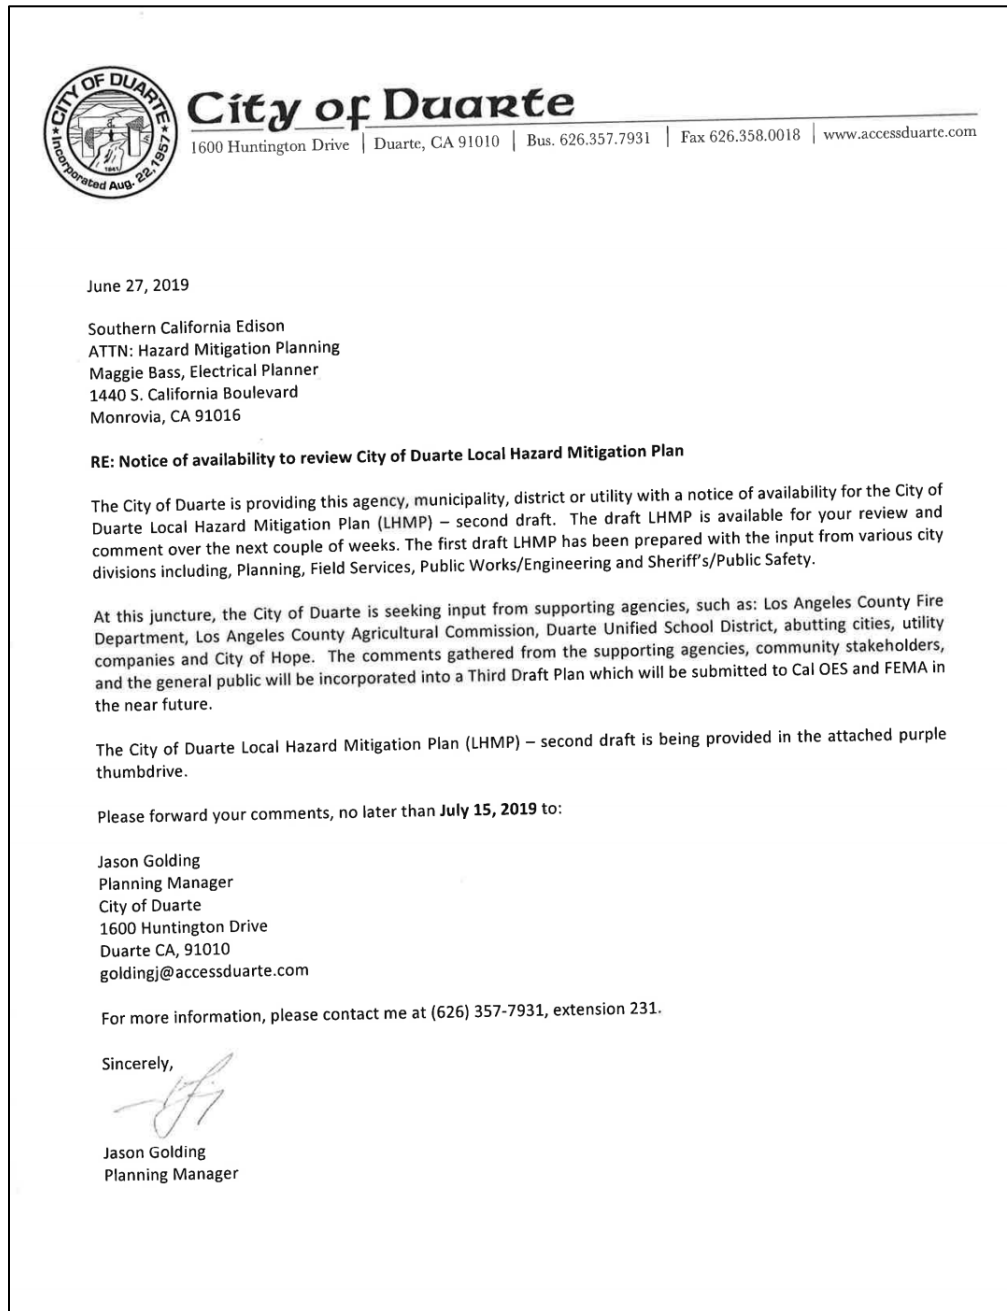 CITY OF DUARTE
Incorporated Aug. 22, 1957
1841
City of Duarte
1600 Huntington Drive | Duarte, CA 91010 | Bus. 626.357.7931 | Fax 626.358.0018 | www.accessduarte.com
June 27, 2019
Southern California Edison
ATTN: Hazard Mitigation Planning
Maggie Bass, Electrical Planner
1440 S. California Boulevard
Monrovia, CA 91016
RE: Notice of availability to review City of Duarte Local Hazard Mitigation Plan
The City of Duarte is providing this agency, municipality, district or utility with a notice of availability for the City of
Duarte Local Hazard Mitigation Plan (LHMP) – second draft. The draft LHMP is available for your review and
comment over the next couple of weeks. The first draft LHMP has been prepared with the input from various city
divisions including, Planning, Field Services, Public Works/Engineering and Sheriff's/Public Safety.
At this juncture, the City of Duarte is seeking input from supporting agencies, such as: Los Angeles County Fire
Department, Los Angeles County Agricultural Commission, Duarte Unified School District, abutting cities, utility
companies and City of Hope. The comments gathered from the supporting agencies, community stakeholders,
and the general public will be incorporated into a Third Draft Plan which will be submitted to Cal OES and FEMA in
the near future.
The City of Duarte Local Hazard Mitigation Plan (LHMP) – second draft is being provided in the attached purple
thumbdrive.
Please forward your comments, no later than July 15, 2019 to:
Jason Golding
Planning Manager
City of Duarte
1600 Huntington Drive
Duarte CA, 91010
goldingj@accessduarte.com
For more information, please contact me at (626) 357-7931, extension 231.
Sincerely,
Jason Golding
Planning Manager